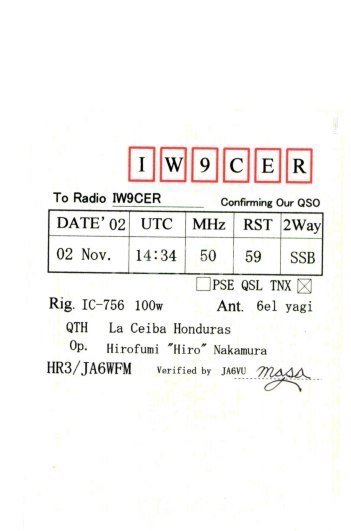 IW9CER
To Radio IW9CER Confirming Our QSO
DATE'02 UTC MHz RST 2Way
02 Nov. 14:34 50 59 SSB
PSE QSL TNX
Rig. IC-756 100w Ant. 6el yagi
QTH La Ceiba Honduras
Op. Hirofumi "Hiro" Nakamura
HR3/JA6WFM Verified by JA6VU masa